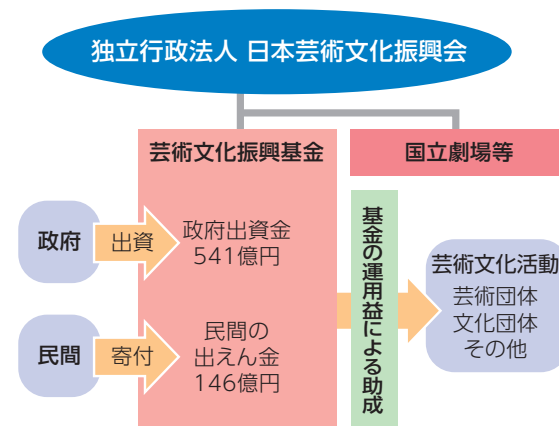 独立行政法人 日本芸術文化振興会
芸術文化振興基金
国立劇場等
政府
出資
政府出資金
541億円
民間
寄付
民間の
出えん金
146億円
基金の運用益による助成
芸術文化活動
芸術団体
文化団体
その他